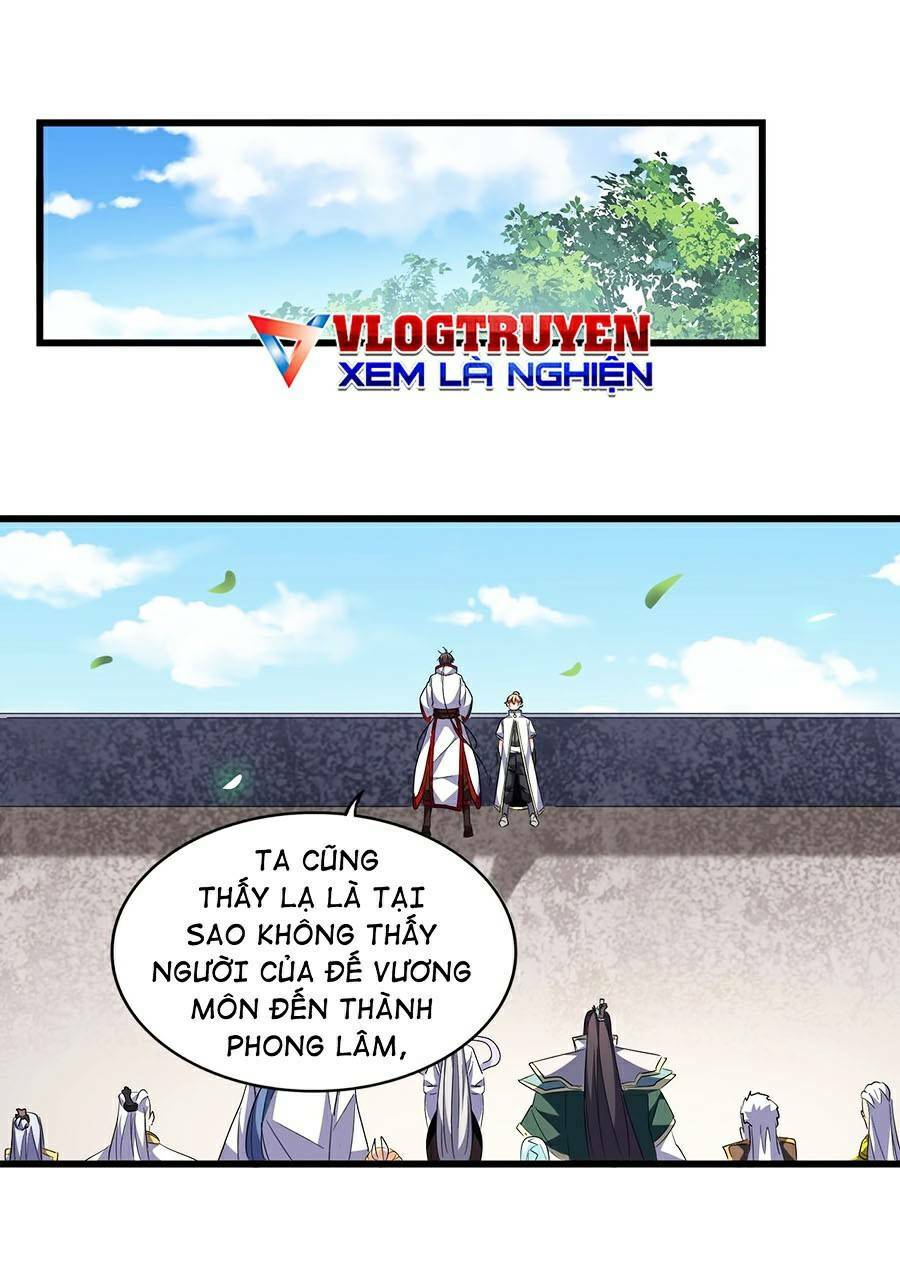 VLOGTRUYEN
XEM LÀ NGHIỆN
TA CŨNG
THẤY LẠ LÀ TẠI
SAO KHÔNG THẤY
NGƯỜI CỦA ĐẾ VƯƠNG
MÔN ĐẾN THÀNH
PHONG LÂM,